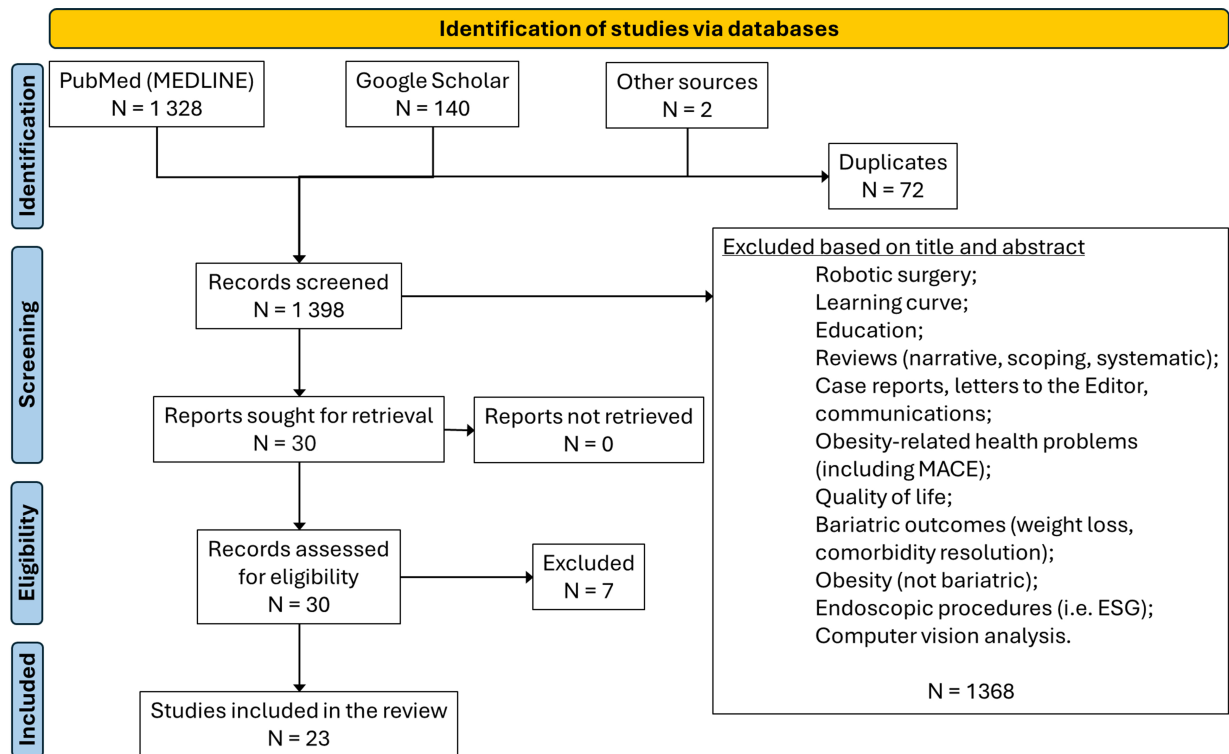 Identification of studies via databases
Identification
PubMed (MEDLINE)
N = 1 328
Google Scholar
N = 140
Other sources
N = 2
Duplicates
N = 72
Screening
Records screened
N = 1 398
Excluded based on title and abstract
Robotic surgery;
Learning curve;
Education;
Reviews (narrative, scoping, systematic);
Case reports, letters to the Editor,
communications;
Obesity-related health problems
(including MACE);
Quality of life;
Bariatric outcomes (weight loss,
comorbidity resolution);
Obesity (not bariatric);
Endoscopic procedures (i.e. ESG);
Computer vision analysis.
N = 1368
Reports sought for retrieval
N = 30
Reports not retrieved
N = 0
Eligibility
Records assessed
for eligibility
N = 30
Excluded
N = 7
Included
Studies included in the review
N = 23